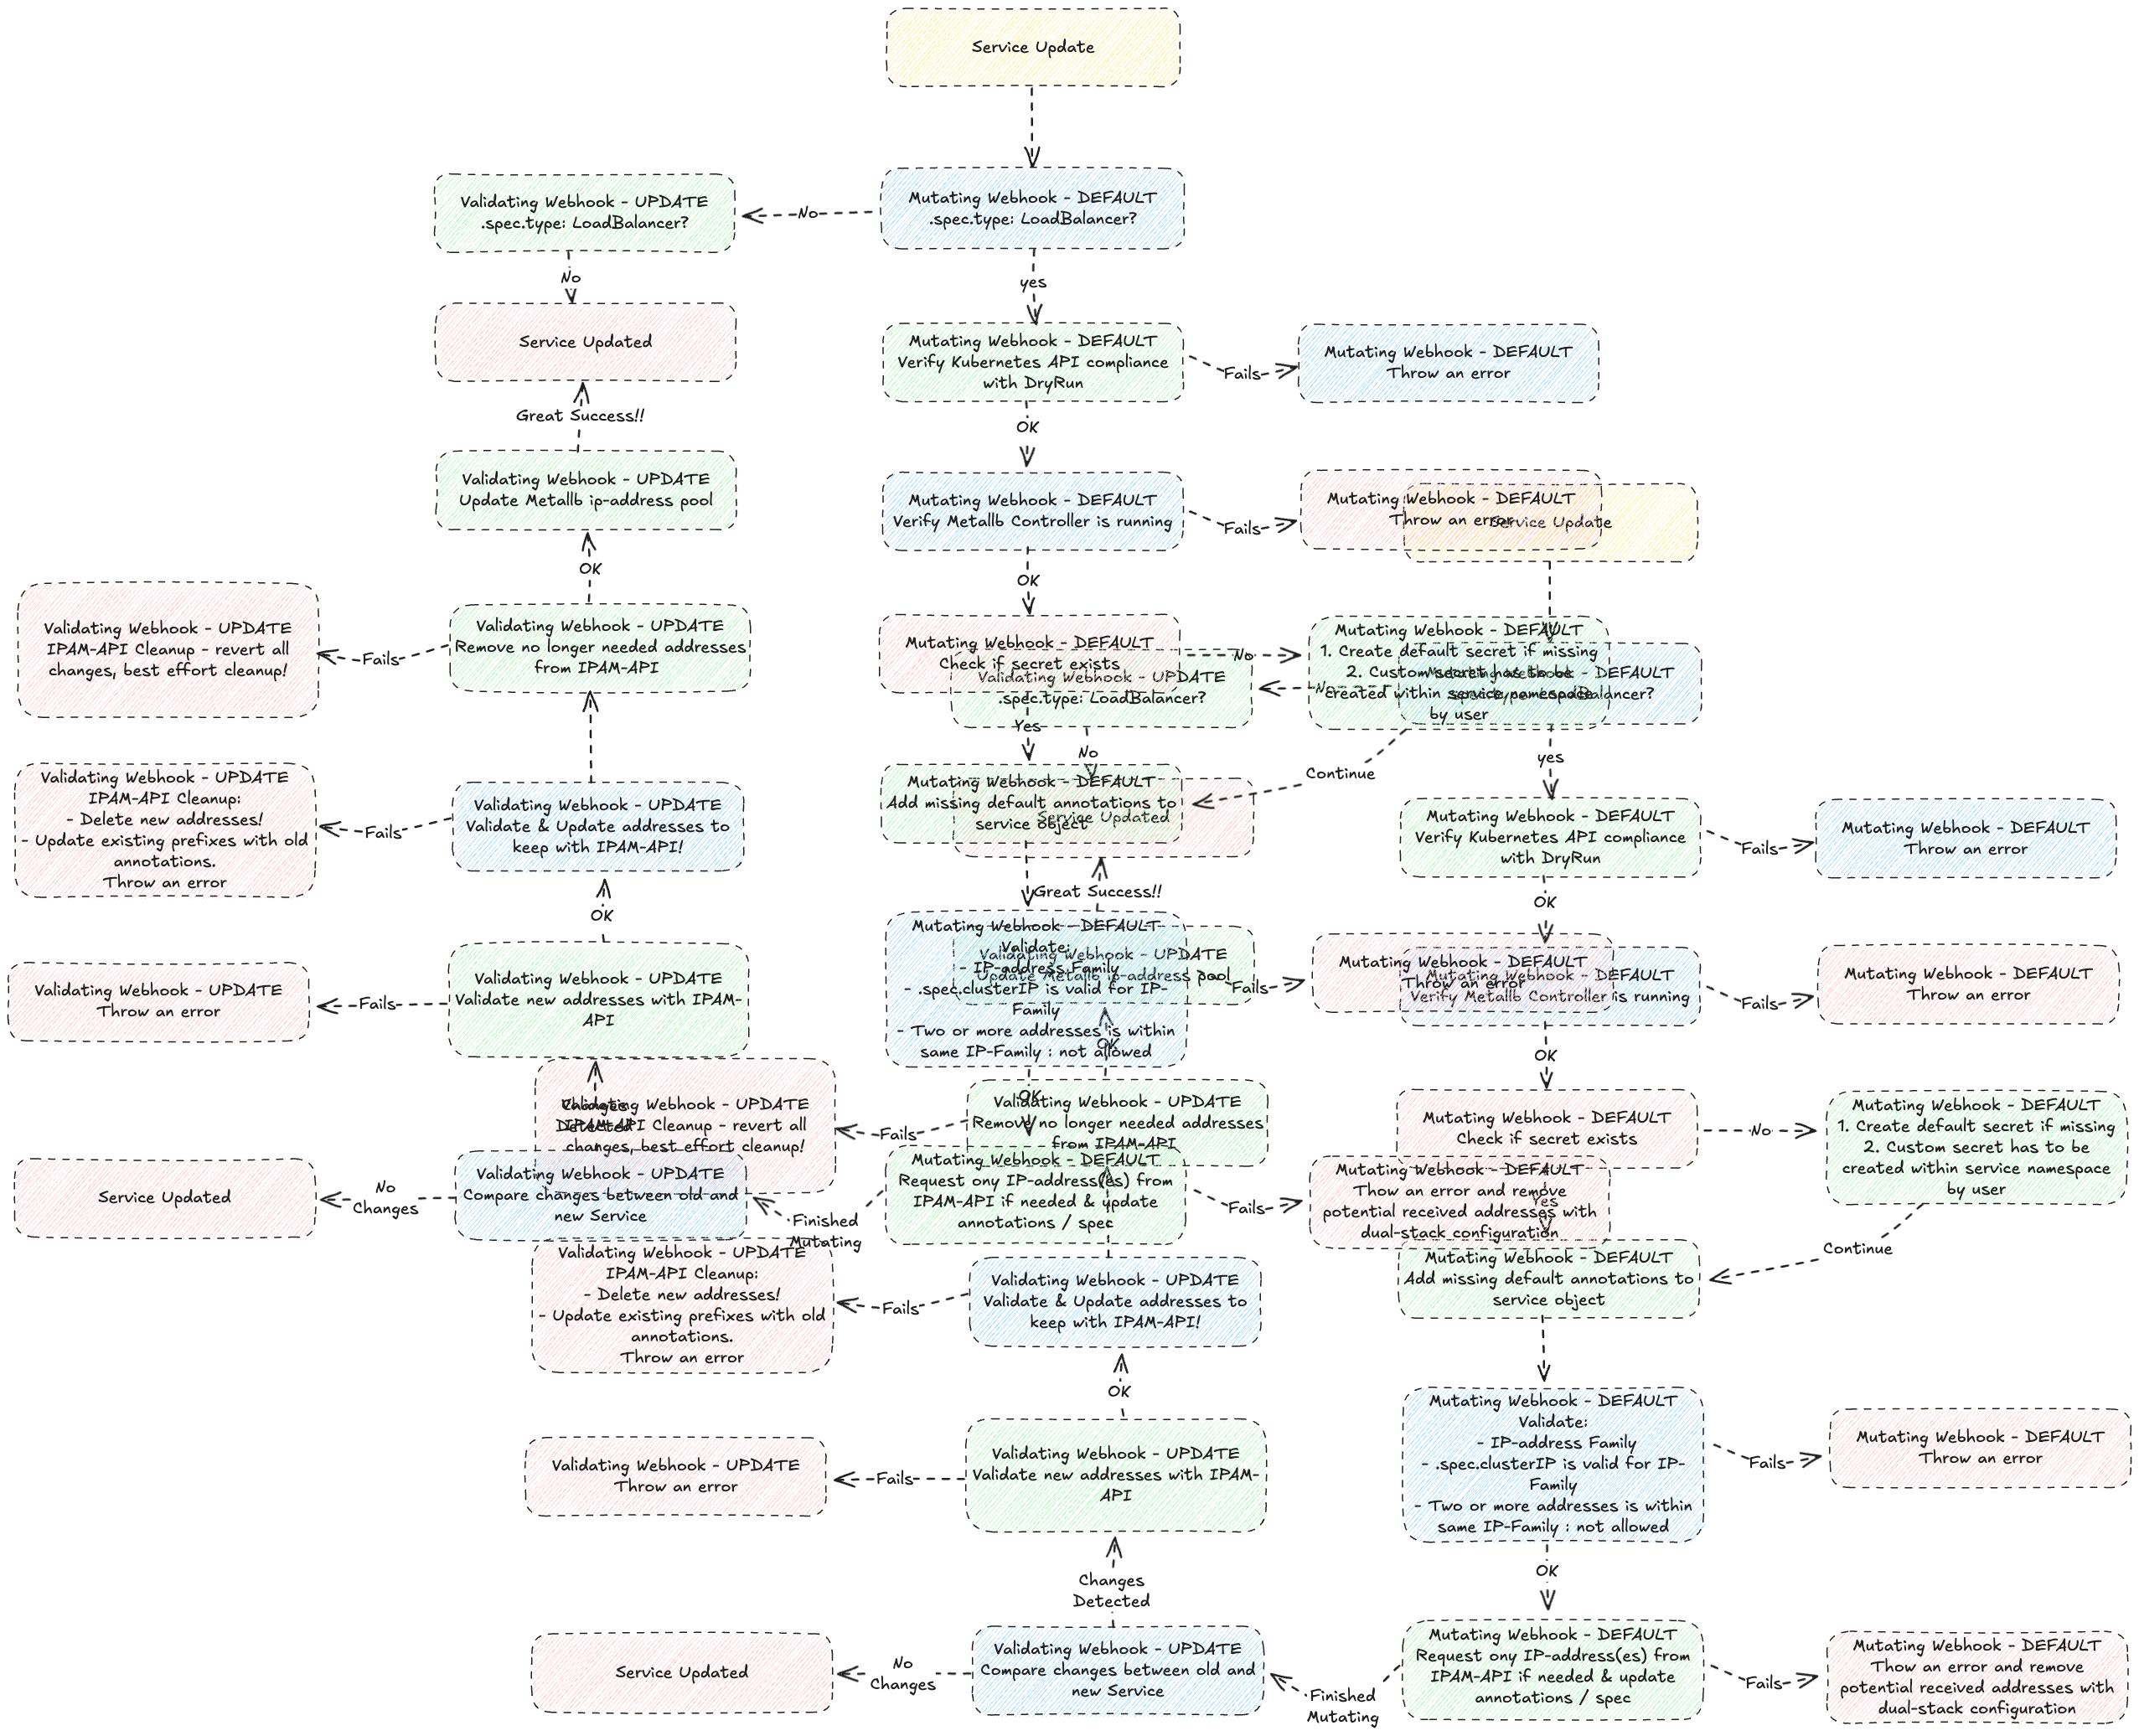 Service Update
Validating Webhook - UPDATE
.spec.type: LoadBalancer?
No
Mutating Webhook - DEFAULT
.spec.type: LoadBalancer?
No
yes
Service Updated
Mutating Webhook - DEFAULT
Verify Kubernetes API compliance
with DryRun
Fails
Mutating Webhook - DEFAULT
Throw an error
Great Success!!
OK
Validating Webhook - UPDATE
Update Metallb ip-address pool
Mutating Webhook - DEFAULT
Verify Metallb Controller is running
Fails
Mutating Webhook - DEFAULT
Throw an error
Service Update
OK
OK
Validating Webhook - UPDATE
IPAM-API Cleanup - revert all
changes, best effort cleanup!
Fails
Validating Webhook - UPDATE
Remove no longer needed addresses
from IPAM-API
Mutating Webhook - DEFAULT
Check if secret exists
No
Mutating Webhook - DEFAULT
1. Create default secret if missing
2. Custom secret has to be
created within service namespace
by user
Validating Webhook - UPDATE
.spec.type: LoadBalancer?
No
Mutating Webhook - DEFAULT
.spec.type: LoadBalancer?
Yes
No
yes
Continue
Validating Webhook - UPDATE
IPAM-API Cleanup:
- Delete new addresses!
- Update existing prefixes with old
annotations.
Throw an error
Fails
Validating Webhook - UPDATE
Validate & Update addresses to
keep with IPAM-API!
Mutating Webhook - DEFAULT
Add missing default annotations to
service object
Service Updated
Mutating Webhook - DEFAULT
Verify Kubernetes API compliance
with DryRun
Fails
Mutating Webhook - DEFAULT
Throw an error
OK
Great Success!!
OK
Validating Webhook - UPDATE
Throw an error
Fails
Validating Webhook - UPDATE
Validate new addresses with IPAM-
API
Mutating Webhook - DEFAULT
Validate:
- IP-address Family
- .spec.clusterIP is valid for IP-
Family
- Two or more addresses is within
same IP-Family : not allowed
Validating Webhook - UPDATE
Update Metallb ip-address pool
Fails
Mutating Webhook - DEFAULT
Throw an error
Mutating Webhook - DEFAULT
Verify Metallb Controller is running
Fails
Mutating Webhook - DEFAULT
Throw an error
OK
OK
OK
Changes
Detected
Validating Webhook - UPDATE
IPAM-API Cleanup - revert all
changes, best effort cleanup!
Fails
Validating Webhook - UPDATE
Remove no longer needed addresses
from IPAM-API
Mutating Webhook - DEFAULT
Check if secret exists
No
Mutating Webhook - DEFAULT
1. Create default secret if missing
2. Custom secret has to be
created within service namespace
by user
Service Updated
No
Changes
Validating Webhook - UPDATE
Compare changes between old and
new Service
Finished
Mutating
Mutating Webhook - DEFAULT
Request ony IP-address(es) from
IPAM-API if needed & update
annotations / spec
Fails
Mutating Webhook - DEFAULT
Thow an error and remove
potential received addresses with
dual-stack configuration
Yes
Continue
Validating Webhook - UPDATE
IPAM-API Cleanup:
- Delete new addresses!
- Update existing prefixes with old
annotations.
Throw an error
Fails
Validating Webhook - UPDATE
Validate & Update addresses to
keep with IPAM-API!
Mutating Webhook - DEFAULT
Add missing default annotations to
service object
OK
Validating Webhook - UPDATE
Throw an error
Fails
Validating Webhook - UPDATE
Validate new addresses with IPAM-
API
Mutating Webhook - DEFAULT
Validate:
- IP-address Family
- .spec.clusterIP is valid for IP-
Family
- Two or more addresses is within
same IP-Family : not allowed
Fails
Mutating Webhook - DEFAULT
Throw an error
Changes
Detected
OK
Service Updated
No
Changes
Validating Webhook - UPDATE
Compare changes between old and
new Service
Finished
Mutating
Mutating Webhook - DEFAULT
Request ony IP-address(es) from
IPAM-API if needed & update
annotations / spec
Fails
Mutating Webhook - DEFAULT
Thow an error and remove
potential received addresses with
dual-stack configuration